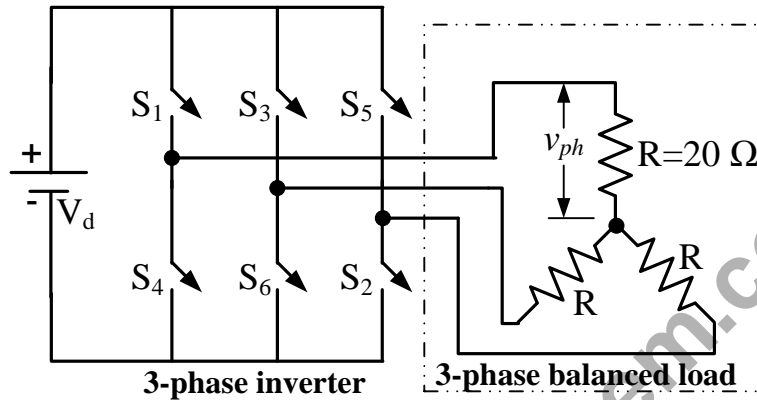 S1
S3
S5
+
-
Vd
S4
S6
S2
vph
R=20 Ω
R
R
3-phase inverter
3-phase balanced load